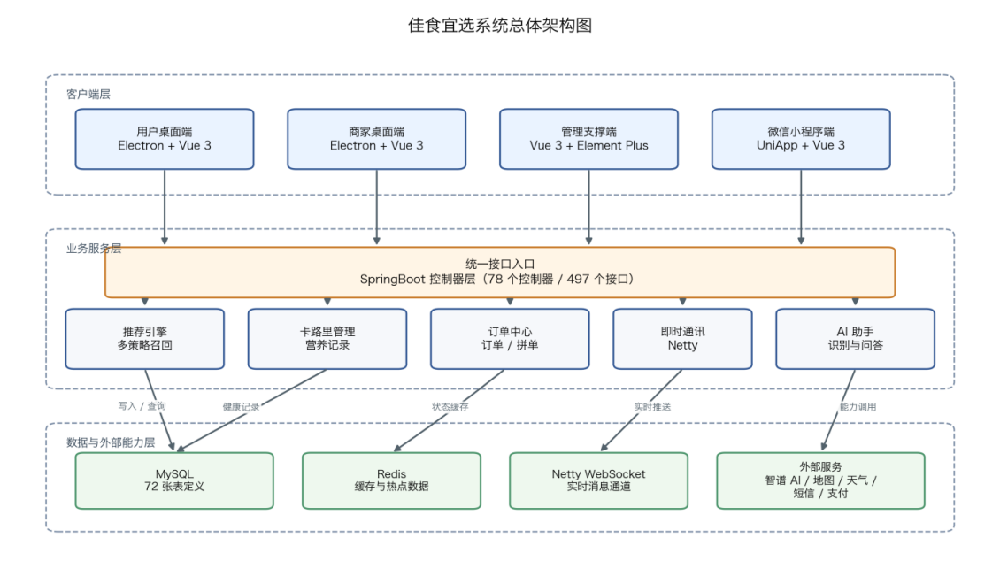 佳食宜选系统总体架构图
客户端层
用户桌面端
Electron + Vue 3
商家桌面端
Electron + Vue 3
管理支撑端
Vue 3 + Element Plus
微信小程序端
UniApp + Vue 3
业务服务层
统一接口入口
SpringBoot 控制器层（78 个控制器 / 497 个接口）
推荐引擎
多策略召回
卡路里管理
营养记录
订单中心
订单 / 拼单
即时通讯
Netty
AI 助手
识别与问答
写入 / 查询
健康记录
状态缓存
实时推送
能力调用
数据与外部能力层
MySQL
72 张表定义
Redis
缓存与热点数据
Netty WebSocket
实时消息通道
外部服务
智谱 AI / 地图 / 天气 /
短信 / 支付